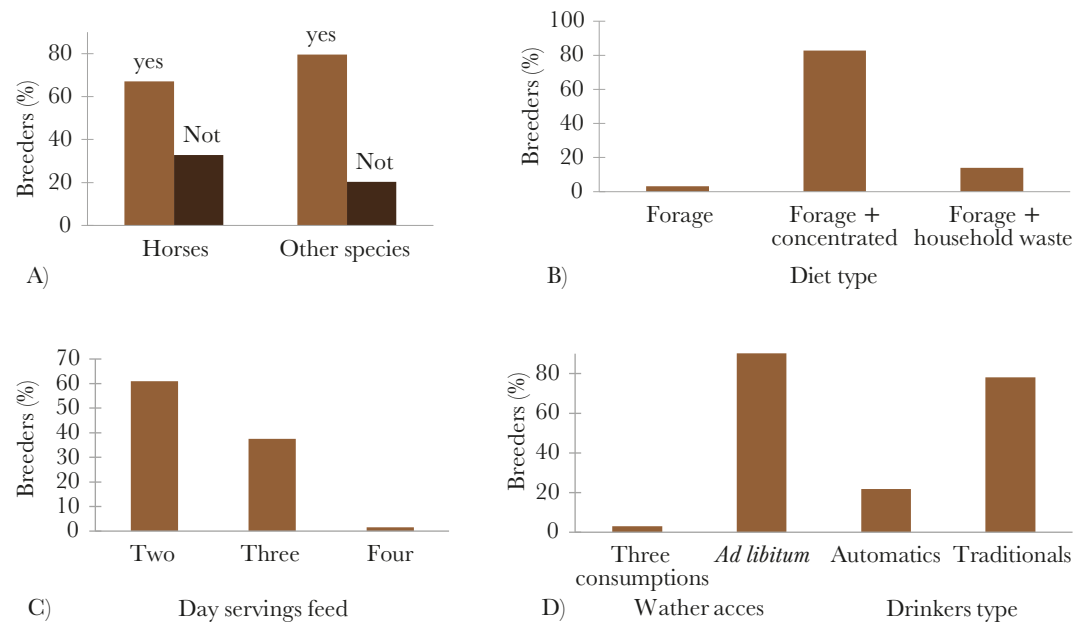 yes
yes
80
60
40
20
0
Breeders (%)
Not
Not
Horses
Other species
A)
100
80
60
40
20
0
Breeders (%)
Forage
Forage +
concentrated
Forage +
household waste
B)
Diet type
70
60
50
40
30
20
10
0
Breeders (%)
Two
Three
Four
C)
Day servings feed
80
60
40
20
0
Breeders (%)
Three
consumptions
Ad libitum
Automatics
Traditionals
D)
Wather acces
Drinkers type